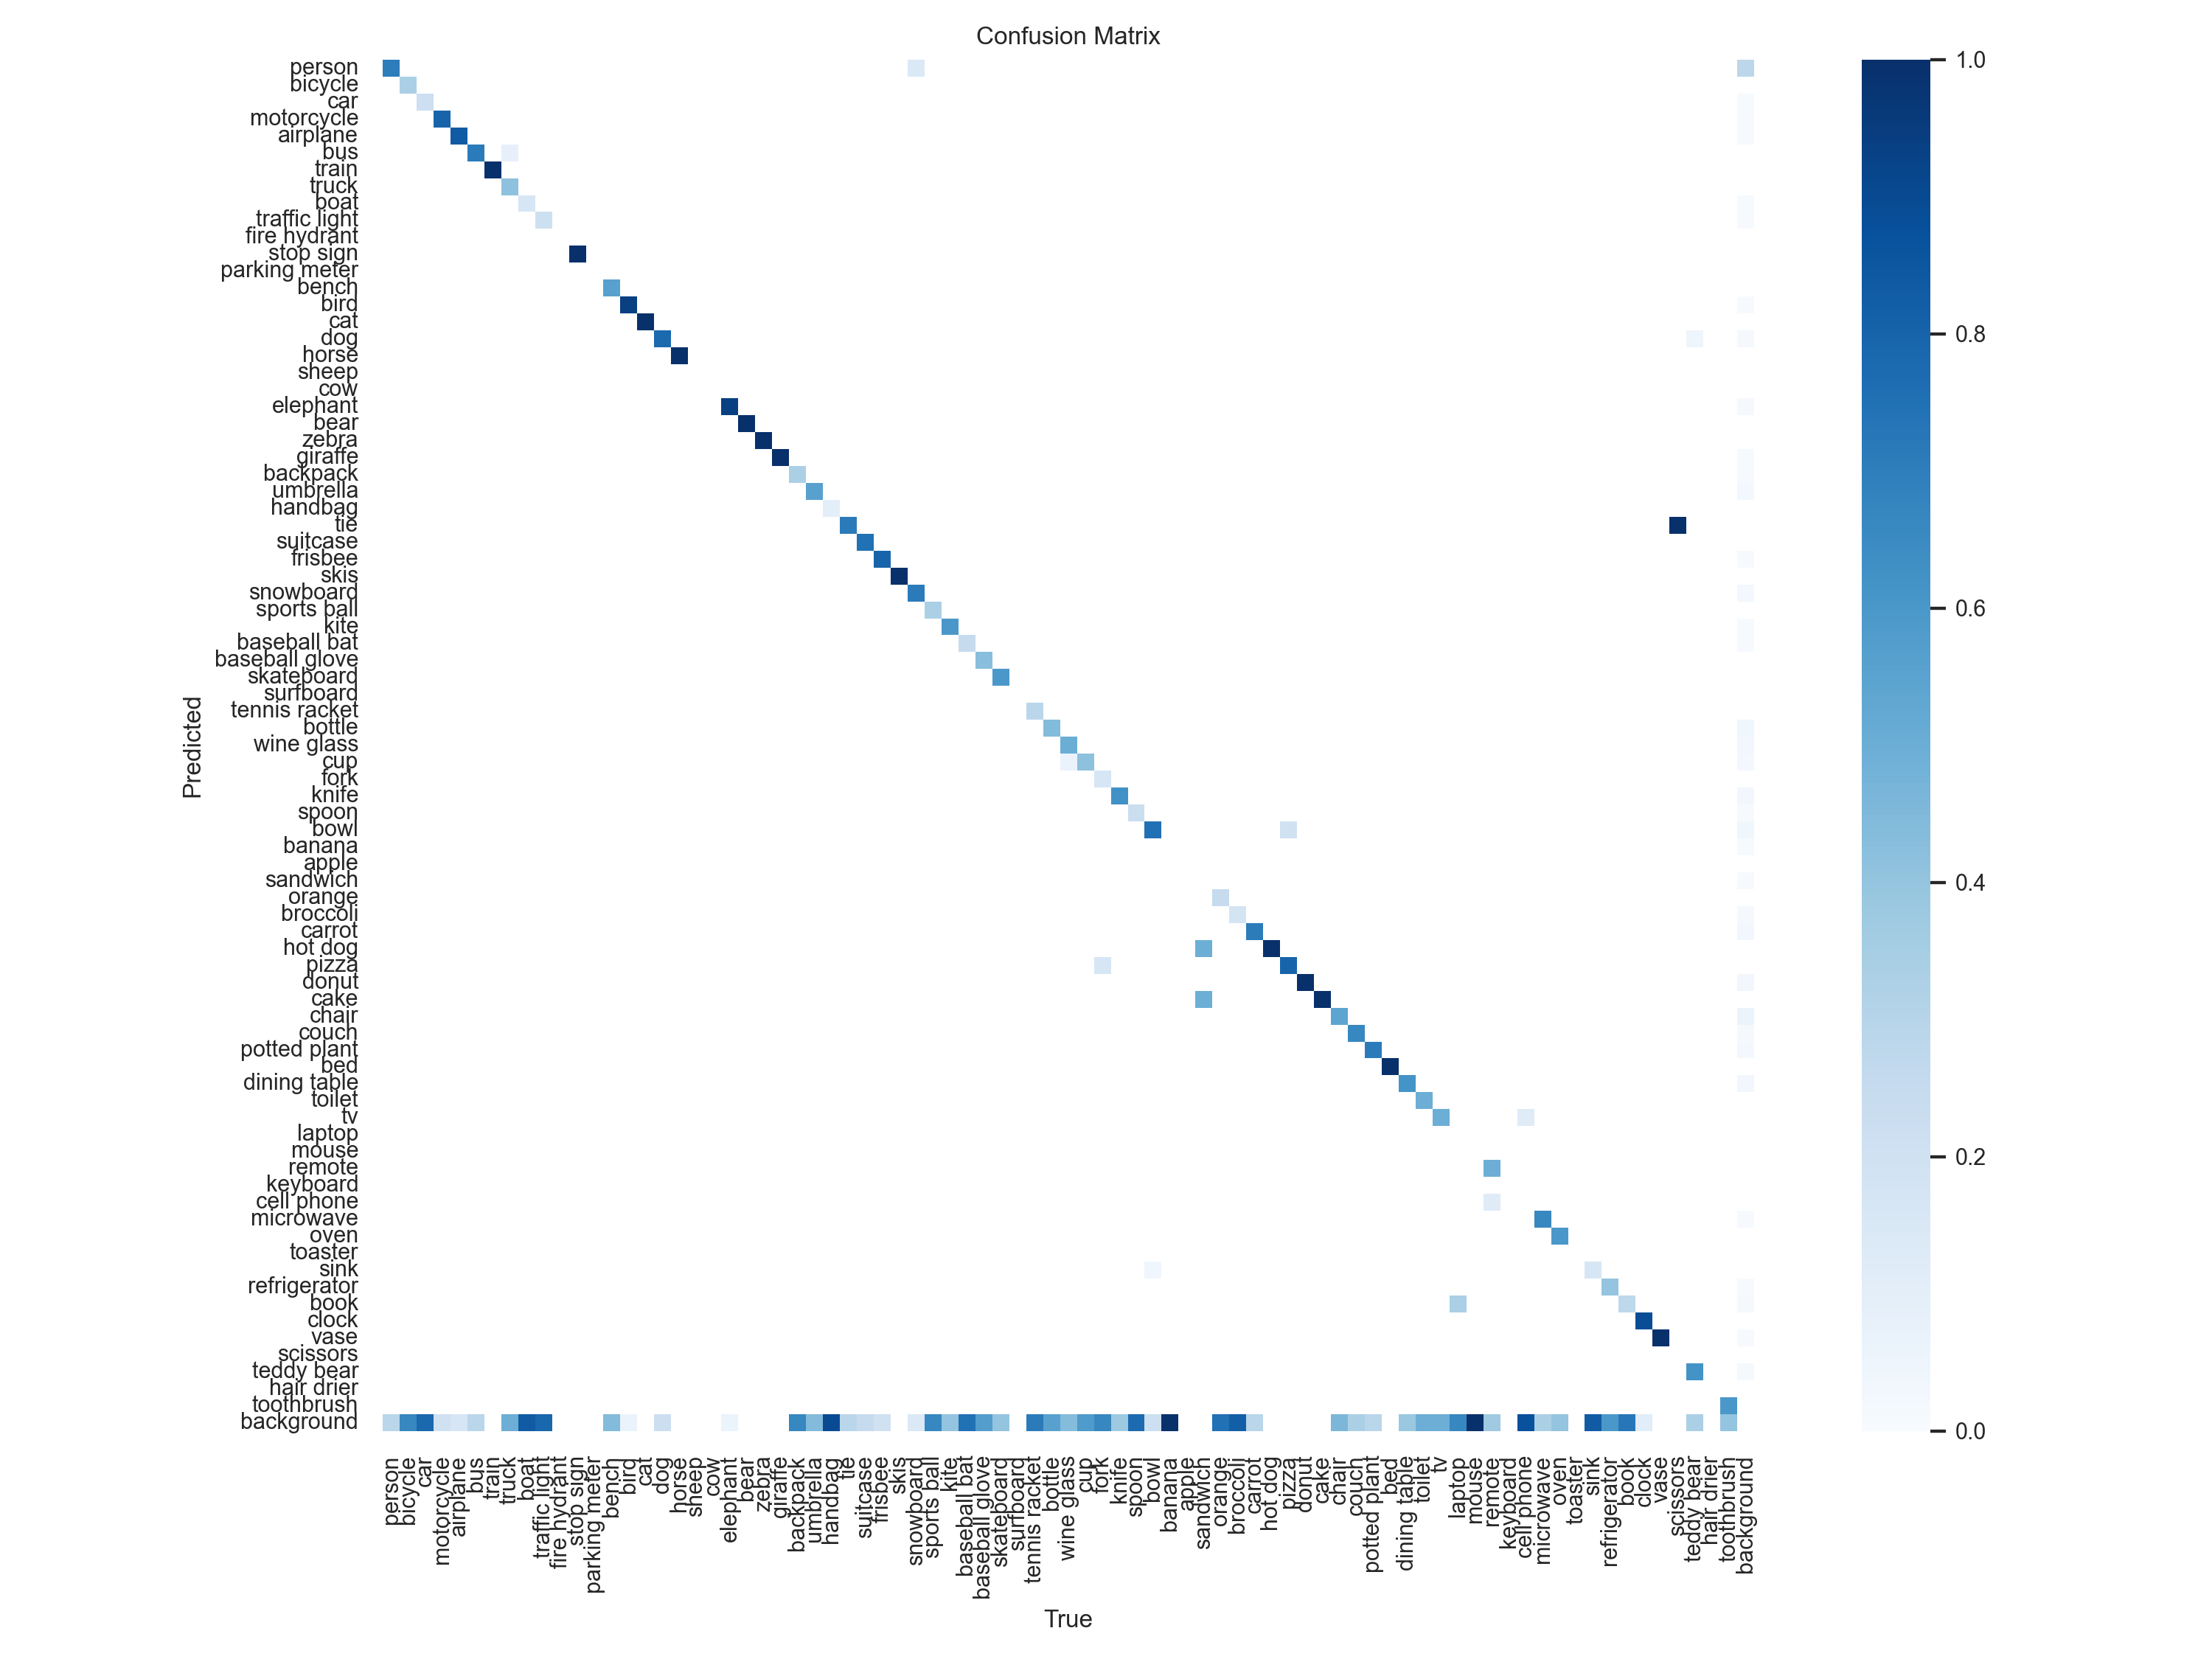 Confusion Matrix
person
bicycle
car
motorcycle
airplane
bus
train
truck
boat
traffic light
fire hydrant
stop sign
parking meter
bench
bird
cat
dog
horse
sheep
cow
elephant
bear
zebra
giraffe
backpack
umbrella
handbag
tie
suitcase
frisbee
skis
snowboard
sports ball
kite
baseball bat
baseball glove
skateboard
surfboard
tennis racket
bottle
wine glass
cup
fork
knife
spoon
bowl
banana
apple
sandwich
orange
broccoli
carrot
hot dog
pizza
donut
cake
chair
couch
potted plant
bed
dining table
toilet
tv
laptop
mouse
remote
keyboard
cell phone
microwave
oven
toaster
sink
refrigerator
book
clock
vase
scissors
teddy bear
hair drier
toothbrush
background
Predicted
person
bicycle
car
motorcycle
airplane
bus
train
truck
boat
traffic light
fire hydrant
stop sign
parking meter
bench
bird
cat
dog
horse
sheep
cow
elephant
bear
zebra
giraffe
backpack
umbrella
handbag
tie
suitcase
frisbee
skis
snowboard
sports ball
kite
baseball bat
baseball glove
skateboard
surfboard
tennis racket
bottle
wine glass
cup
fork
knife
spoon
bowl
banana
apple
sandwich
orange
broccoli
carrot
hot dog
pizza
donut
cake
chair
couch
potted plant
bed
dining table
toilet
tv
laptop
mouse
remote
keyboard
cell phone
microwave
oven
toaster
sink
refrigerator
book
clock
vase
scissors
teddy bear
hair drier
toothbrush
background
True
1.0
0.8
0.6
0.4
0.2
0.0